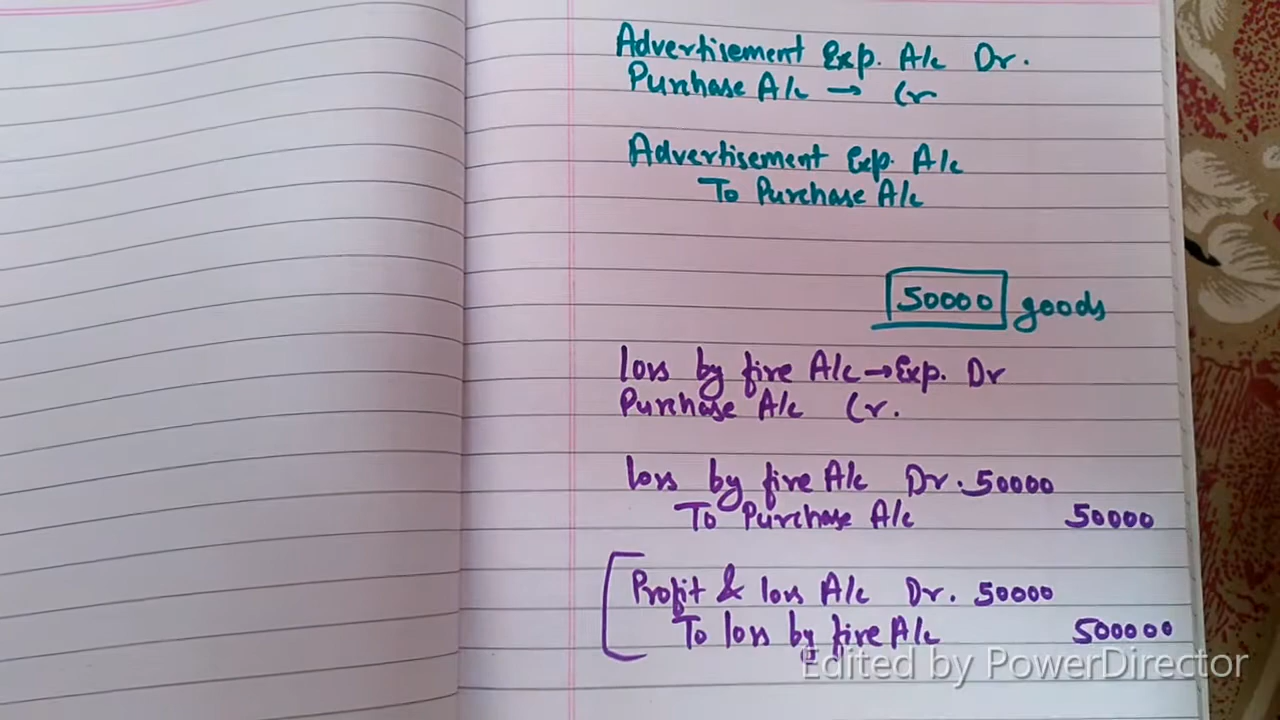 Advertisement Exp. A/c Dr.
Purchase A/c → Cr
Advertisement Exp. A/c
To Purchase A/c
50000 goods
loss by fire A/c → Exp. Dr
Purchase A/c Cr.
loss by fire A/c Dr. 50000
To Purchase A/c 50000
Profit & loss A/c Dr. 50000
To loss by fire A/c 500000
Edited by PowerDirector